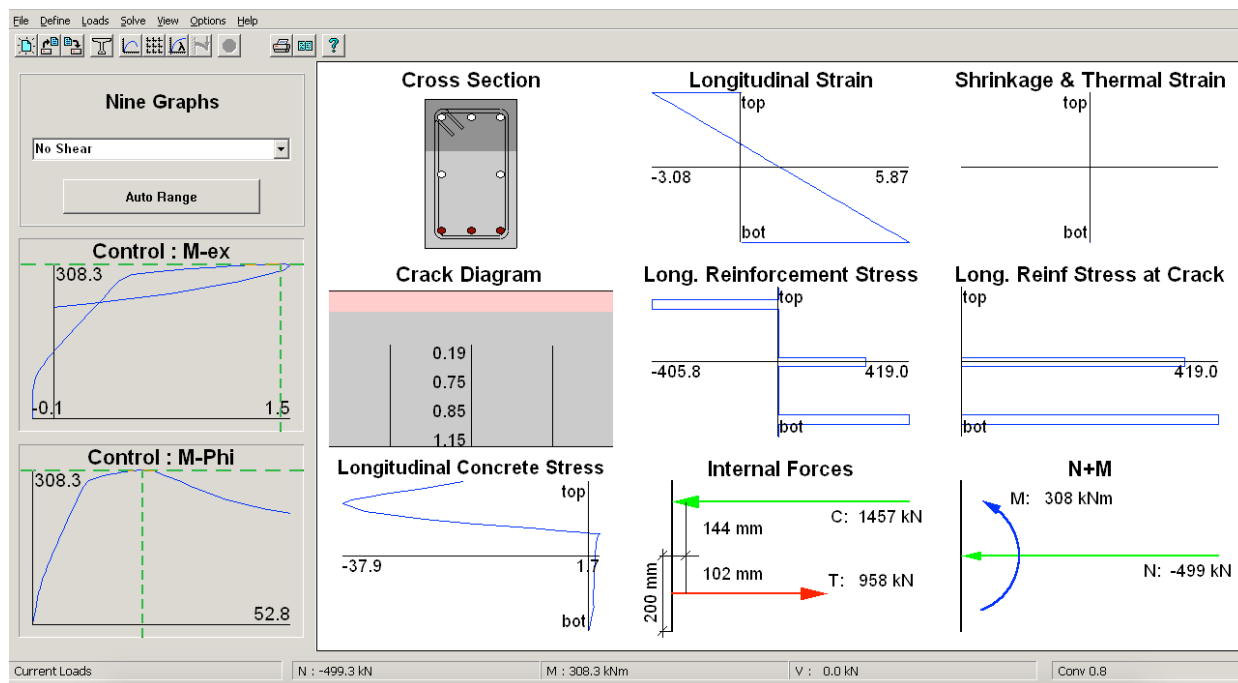 File Define Loads Solve View Options Help
Nine Graphs
No Shear
Auto Range
Control : M-ex
308.3
-0.1 1.5
Control : M-Phi
308.3
52.8
Cross Section
Longitudinal Strain
top
-3.08 5.87
bot
Shrinkage & Thermal Strain
top
bot
Crack Diagram
0.19
0.75
0.85
1.15
Long. Reinforcement Stress
top
-405.8 419.0
bot
Long. Reinf Stress at Crack
top
419.0
bot
Longitudinal Concrete Stress
top
-37.9 1.7
bot
Internal Forces
C: 1457 kN
144 mm
102 mm
T: 958 kN
200 mm
N+M
M: 308 kNm
N: -499 kN
Current Loads N : -499.3 kN M : 308.3 kNm V : 0.0 kN Conv 0.8